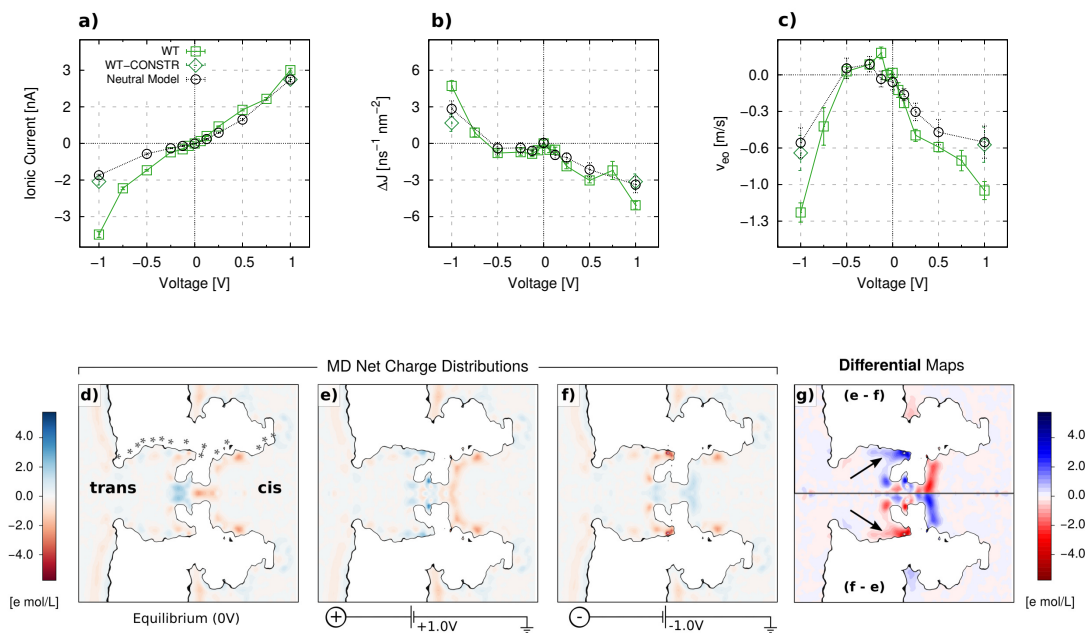 a)
b)
c)
WT
WT-CONSTR
Neutral Model
Ionic Current [nA]
3
2
0
-2
-3
-1
-0.5
0
0.5
1
Voltage [V]
ΔJ [ns⁻¹ nm⁻²]
6
3
0
-3
-6
-1
-0.5
0
0.5
1
Voltage [V]
v_eo [m/s]
0.0
-0.3
-0.6
-1.0
-1.3
-1
-0.5
0
0.5
1
Voltage [V]
MD Net Charge Distributions
Differential Maps
d)
e)
f)
g)
(e - f)
trans
cis
(f - e)
4.0
2.0
0.0
-2.0
-4.0
[e mol/L]
4.0
2.0
0.0
-2.0
-4.0
[e mol/L]
Equilibrium (0V)
+
+1.0V
-
-1.0V